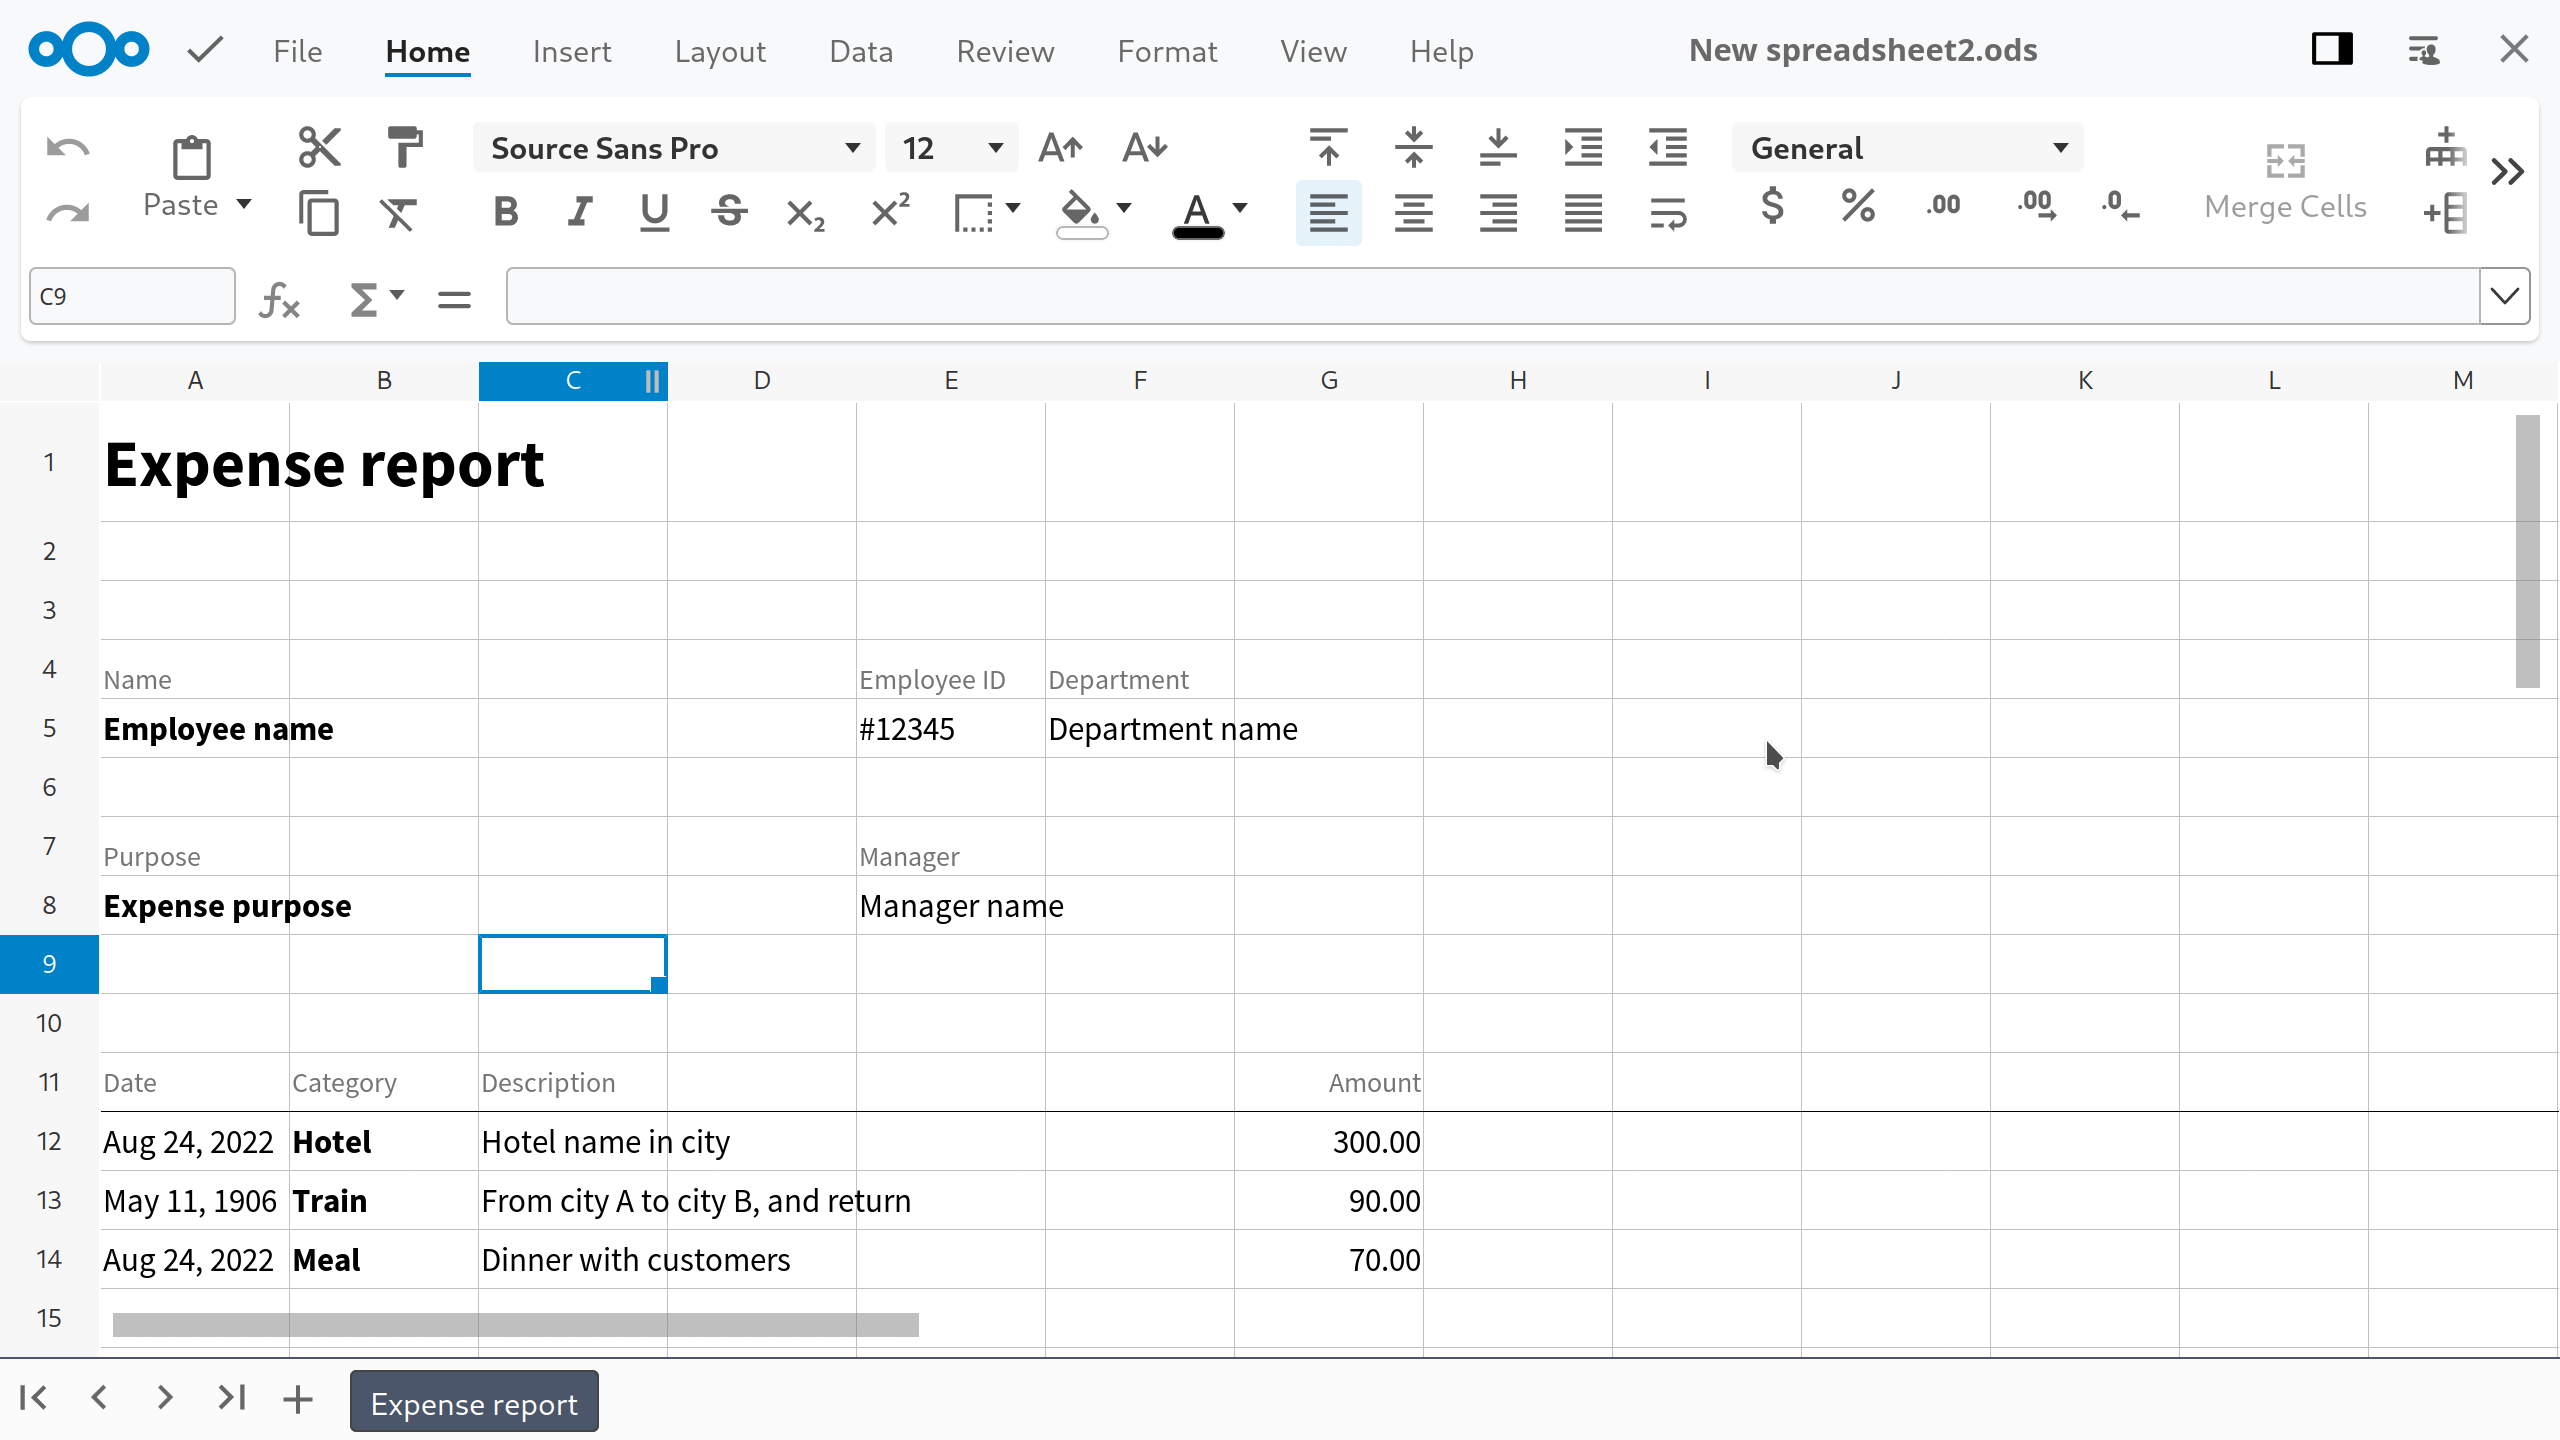 File Home Insert Layout Data Review Format View Help New spreadsheet2.ods
Paste Source Sans Pro 12 General Merge Cells
C9
A B C D E F G H I J K L M
1 Expense report
2
3
4 Name Employee ID Department
5 Employee name #12345 Department name
6
7 Purpose Manager
8 Expense purpose Manager name
9
10
11 Date Category Description Amount
12 Aug 24, 2022 Hotel Hotel name in city 300.00
13 May 11, 1906 Train From city A to city B, and return 90.00
14 Aug 24, 2022 Meal Dinner with customers 70.00
15
Expense report